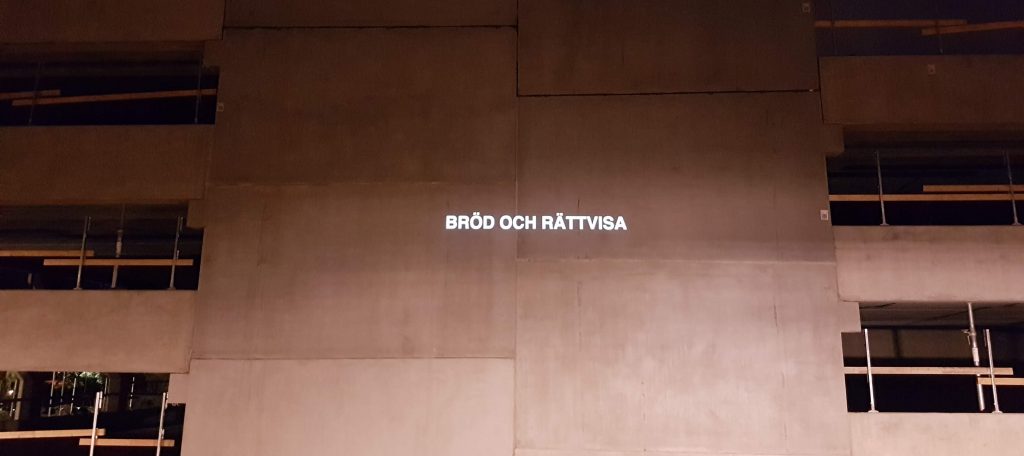 BRÖD OCH RÄTTVISA